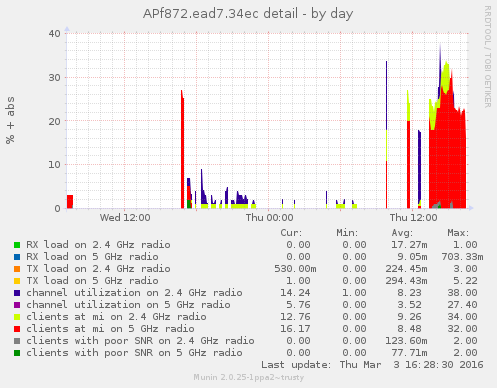 APf872.ead7.34ec detail - by day
RRDTOOL / TOBI OETIKER
% + abs
40
30
20
10
0
Wed 12:00 Thu 00:00 Thu 12:00
Cur: Min: Avg: Max:
RX load on 2.4 GHz radio 0.00 0.00 17.27m 1.00
RX load on 5 GHz radio 0.00 0.00 9.05m 703.33m
TX load on 2.4 GHz radio 530.00m 0.00 224.45m 3.00
TX load on 5 GHz radio 1.00 0.00 294.43m 5.22
channel utilization on 2.4 GHz radio 14.24 1.00 8.23 38.00
channel utilization on 5 GHz radio 5.76 0.00 3.52 27.40
clients at mi on 2.4 GHz radio 12.76 0.00 9.26 34.00
clients at mi on 5 GHz radio 16.17 0.00 8.48 32.00
clients with poor SNR on 2.4 GHz radio 0.00 0.00 123.60m 2.00
clients with poor SNR on 5 GHz radio 0.00 0.00 77.71m 2.00
Last update: Thu Mar 3 16:28:30 2016
Munin 2.0.25-1ppa2~trusty